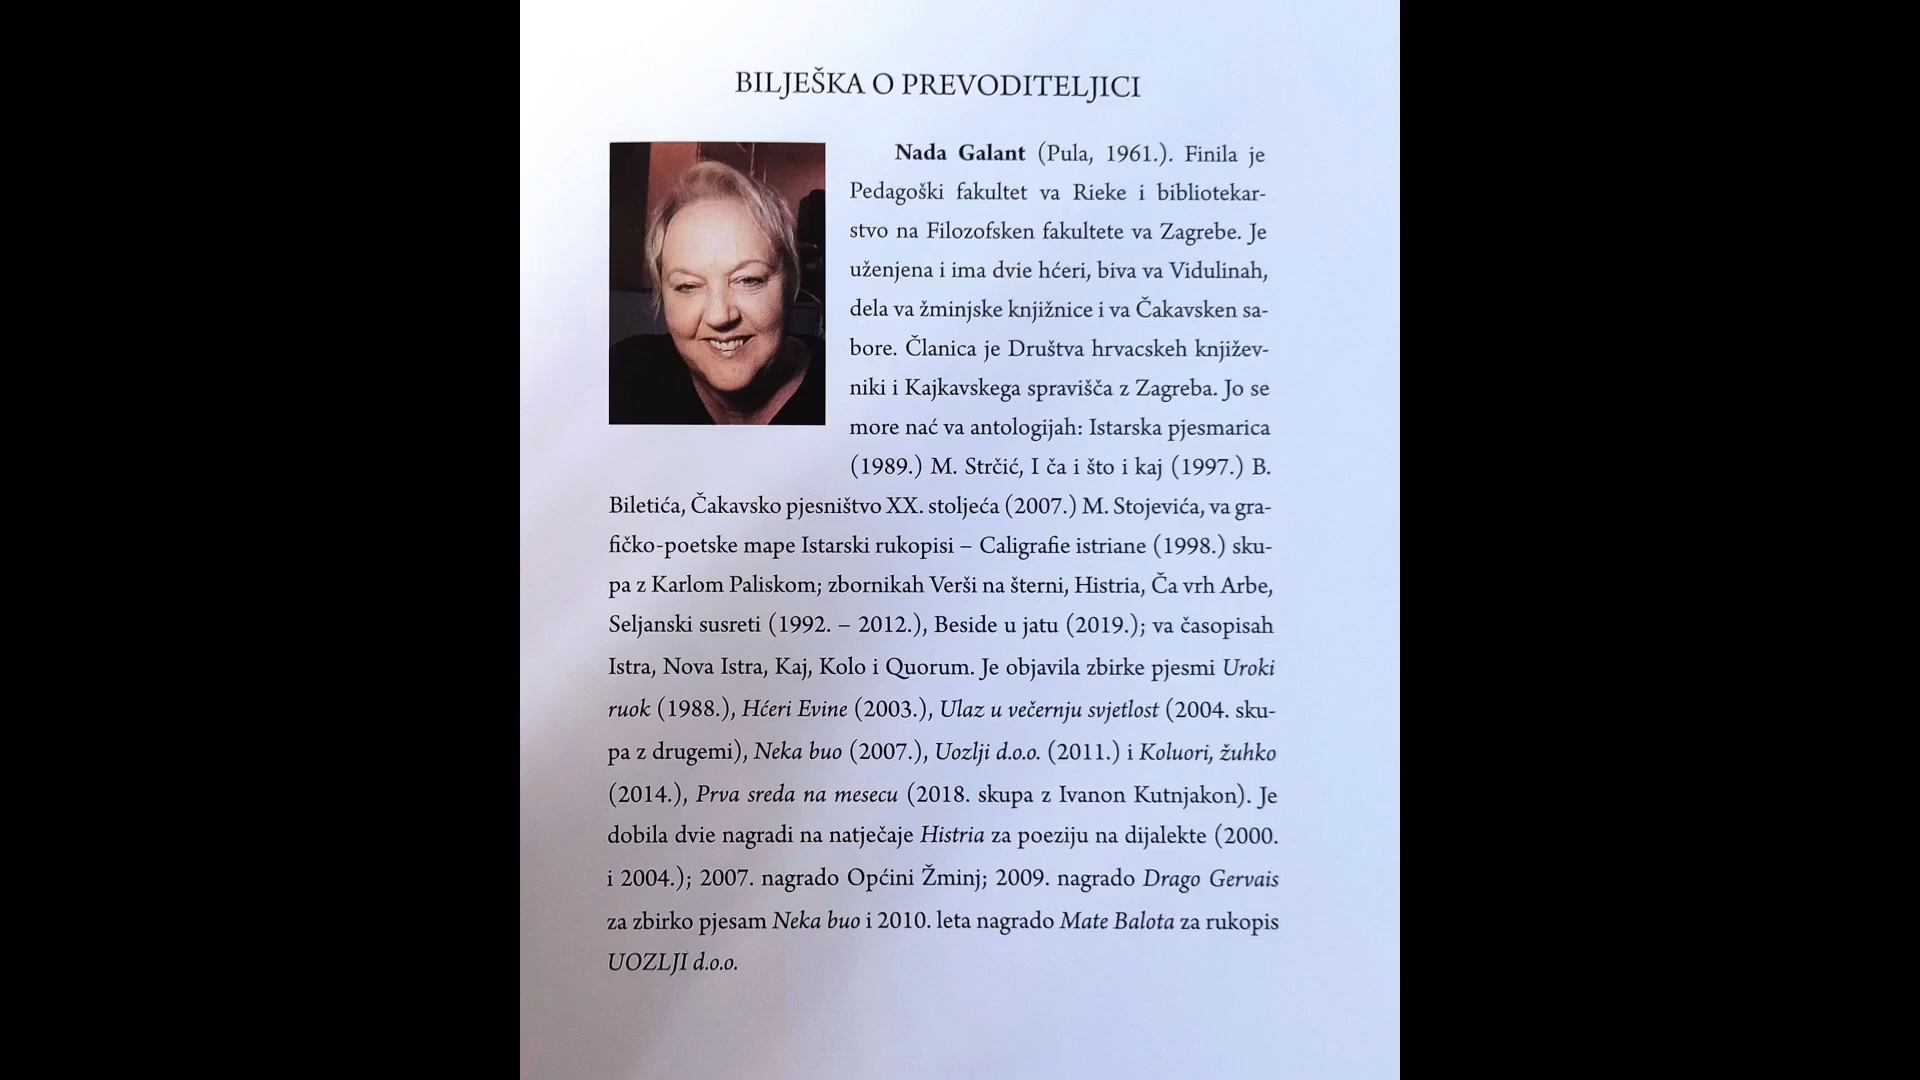 BILJEŠKA O PREVODITELJICI
Nada Galant (Pula, 1961.). Finila je
Pedagoški fakultet va Rieke i bibliotekar-
stvo na Filozofsken fakultete va Zagrebe. Je
uženjena i ima dvie hćeri, biva va Vidulinah,
dela va žminjske knjižnice i va Čakavsken sa-
bore. Članica je Društva hrvacskeh književ-
niki i Kajkavskega spravišča z Zagreba. Jo se
more nać va antologijah: Istarska pjesmarica
(1989.) M. Strčić, I ča i što i kaj (1997.) B.
Biletića, Čakavsko pjesništvo XX. stoljeća (2007.) M. Stojevića, va gra-
fičko-poetske mape Istarski rukopisi – Caligrafie istriane (1998.) sku-
pa z Karlom Paliskom; zbornikah Verši na šterni, Histria, Ča vrh Arbe,
Seljanski susreti (1992. – 2012.), Beside u jatu (2019.); va časopisah
Istra, Nova Istra, Kaj, Kolo i Quorum. Je objavila zbirke pjesmi Uroki
ruok (1988.), Hćeri Evine (2003.), Ulaz u večernju svjetlost (2004. sku-
pa z drugemi), Neka buo (2007.), Uozlji d.o.o. (2011.) i Koluori, žuhko
(2014.), Prva sreda na mesecu (2018. skupa z Ivanon Kutnjakon). Je
dobila dvie nagradi na natječaje Histria za poeziju na dijalekte (2000.
i 2004.); 2007. nagrado Općini Žminj; 2009. nagrado Drago Gervais
za zbirko pjesam Neka buo i 2010. leta nagrado Mate Balota za rukopis
UOZLJI d.o.o.